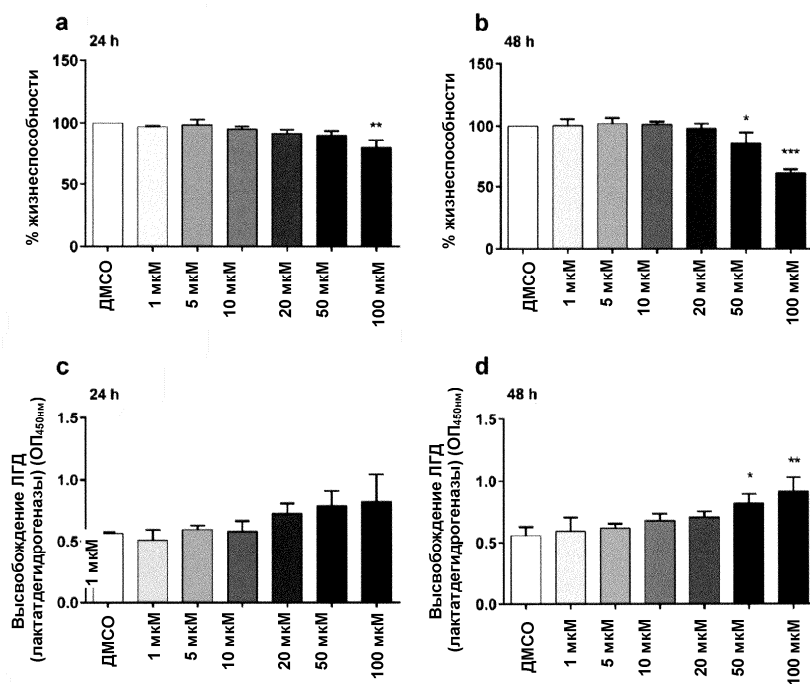 a
24 h
% жизнеспособности
150
100
50
0
**
ДМСО
1 мкМ
5 мкМ
10 мкМ
20 мкМ
50 мкМ
100 мкМ
b
48 h
% жизнеспособности
150
100
50
0
*
***
ДМСО
1 мкМ
5 мкМ
10 мкМ
20 мкМ
50 мкМ
100 мкМ
c
24 h
Высвобождение ЛГД
(лактатдегидрогеназы) (ОП450нм)
1.5
1.0
0.5
0.0
1 мкМ
ДМСО
1 мкМ
5 мкМ
10 мкМ
20 мкМ
50 мкМ
100 мкМ
d
48 h
Высвобождение ЛГД
(лактатдегидрогеназы) (ОП450нм)
1.5
1.0
0.5
0.0
*
**
ДМСО
1 мкМ
5 мкМ
10 мкМ
20 мкМ
50 мкМ
100 мкМ